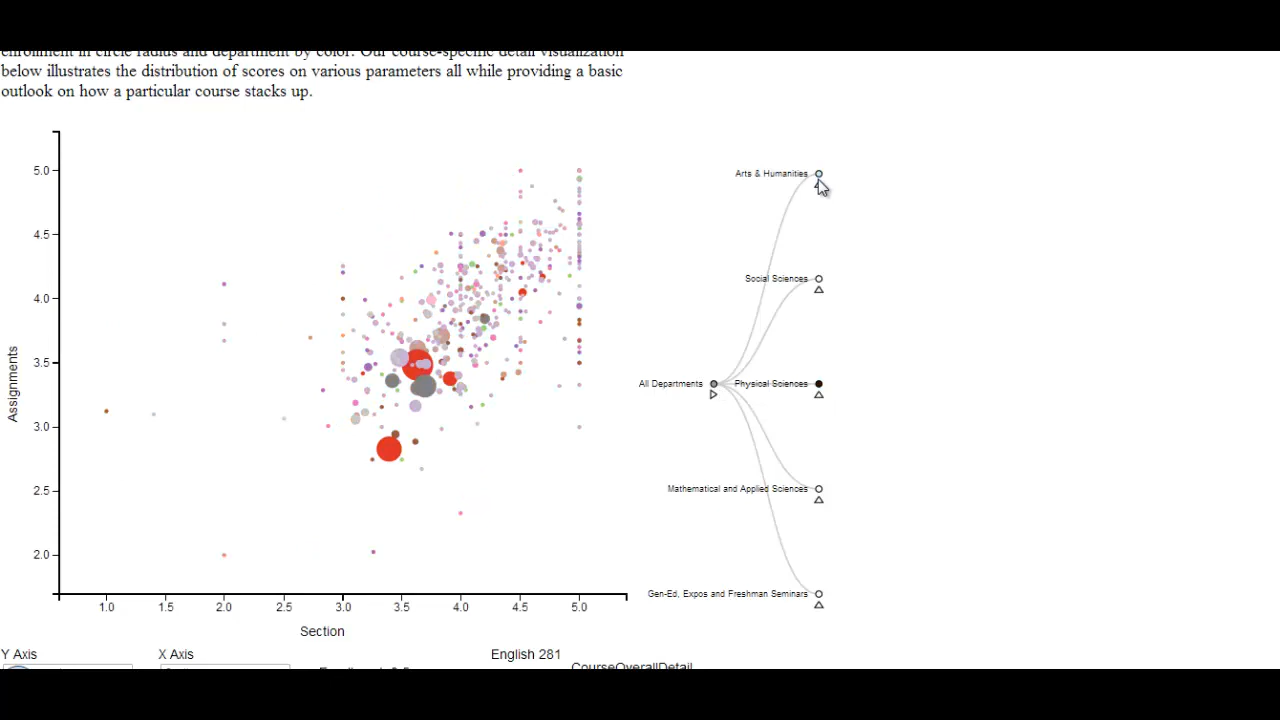 enrollment in circle radius and department by color. Our course-specific detail visualization
below illustrates the distribution of scores on various parameters all while providing a basic
outlook on how a particular course stacks up.
5.0
4.5
4.0
3.5
3.0
2.5
2.0
Assignments
1.0 1.5 2.0 2.5 3.0 3.5 4.0 4.5 5.0
Section
Arts & Humanities
Social Sciences
All Departments
Physical Sciences
Mathematical and Applied Sciences
Gen-Ed, Expos and Freshman Seminars
Y Axis
X Axis
English 281
CourseOverallDetail